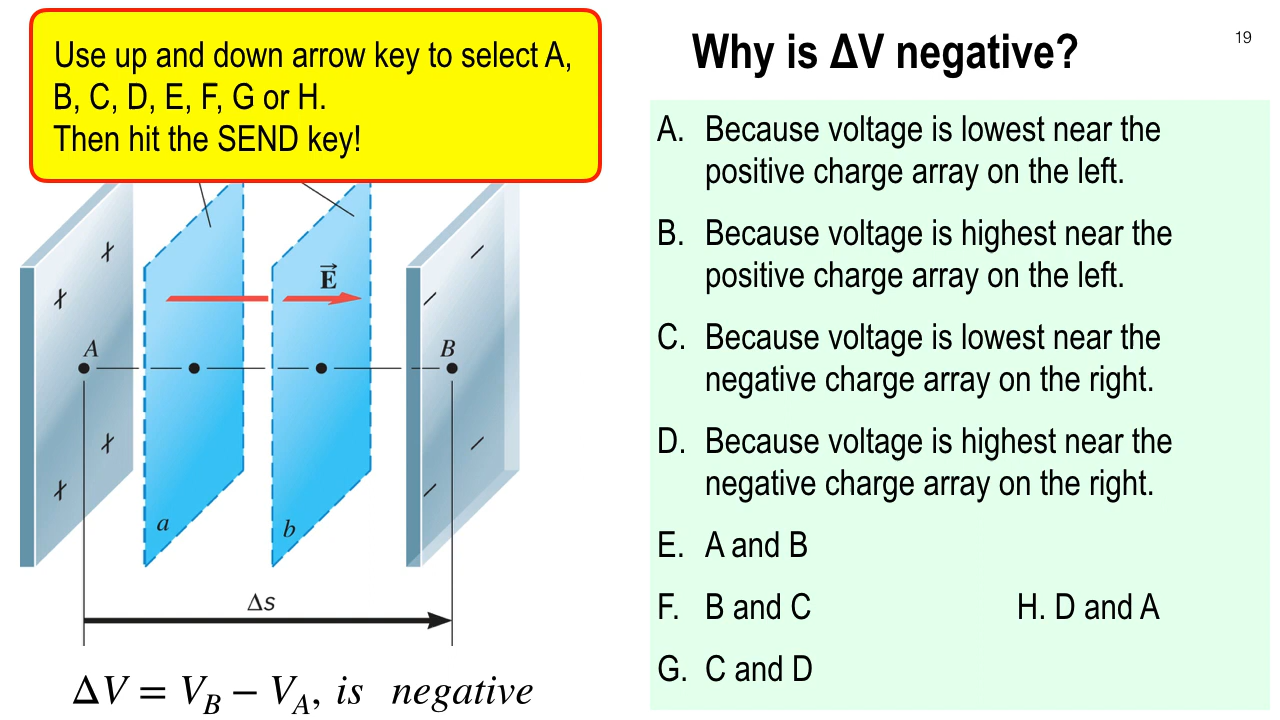 Use up and down arrow key to select A,
B, C, D, E, F, G or H.
Then hit the SEND key!
Why is ΔV negative?
19
A. Because voltage is lowest near the
positive charge array on the left.
B. Because voltage is highest near the
positive charge array on the left.
C. Because voltage is lowest near the
negative charge array on the right.
D. Because voltage is highest near the
negative charge array on the right.
E. A and B
F. B and C
H. D and A
G. C and D
E⃗
A
B
a
b
Δs
ΔV = V_B − V_A, is negative